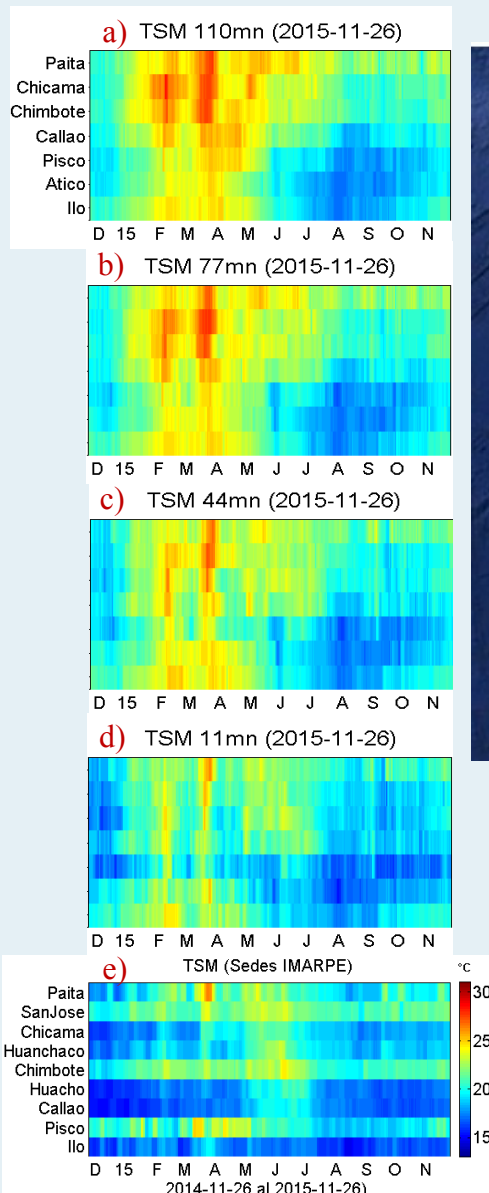 a) TSM 110mn (2015-11-26)
Paita
Chicama
Chimbote
Callao
Pisco
Atico
Ilo
D 15 F M A M J J A S O N
b) TSM 77mn (2015-11-26)
D 15 F M A M J J A S O N
c) TSM 44mn (2015-11-26)
D 15 F M A M J J A S O N
d) TSM 11mn (2015-11-26)
D 15 F M A M J J A S O N
e) TSM (Sedes IMARPE)
°C
Paita
SanJose
Chicama
Huanchaco
Chimbote
Huacho
Callao
Pisco
Ilo
30
25
20
15
D 15 F M A M J J A S O N
2014-11-26 al 2015-11-26)